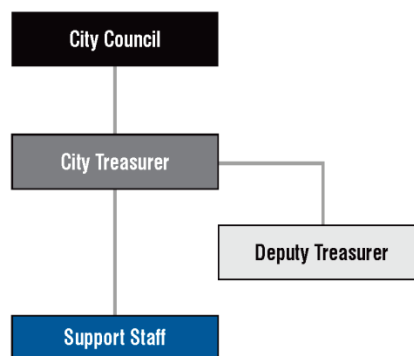 City Council
City Treasurer
Deputy Treasurer
Support Staff